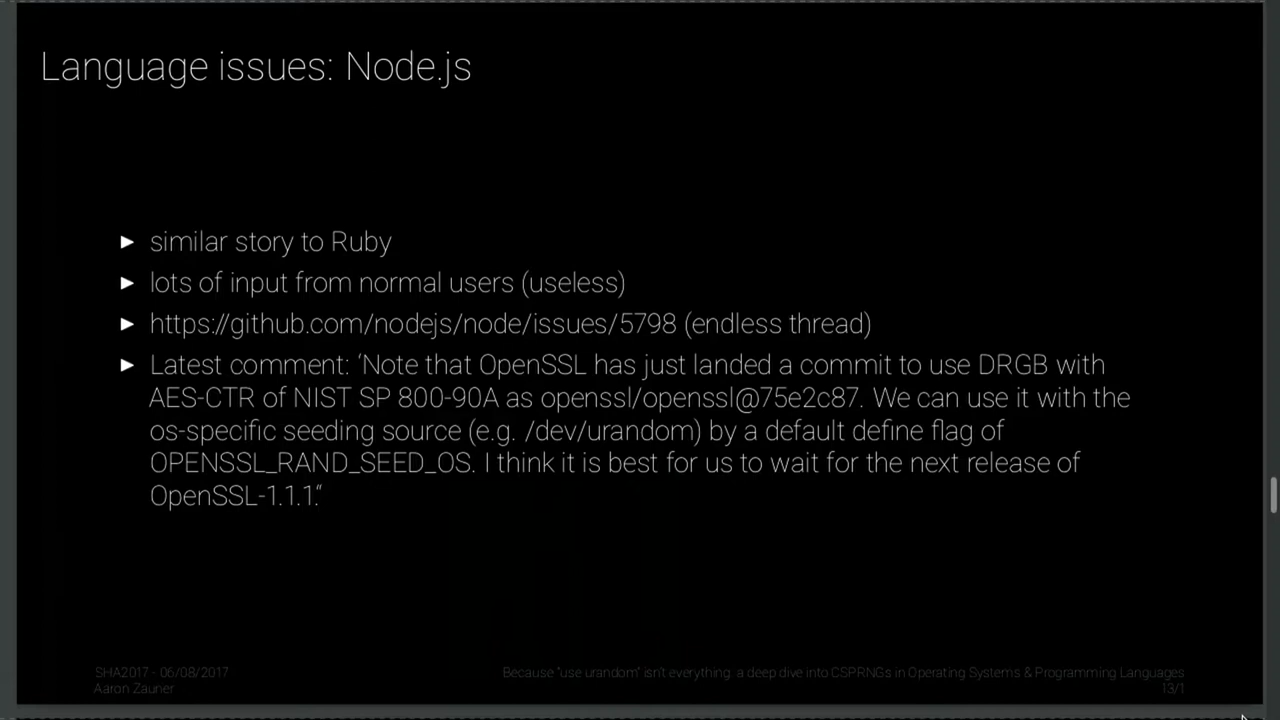 Language issues: Node.js
► similar story to Ruby
► lots of input from normal users (useless)
► https://github.com/nodejs/node/issues/5798 (endless thread)
► Latest comment: ‘Note that OpenSSL has just landed a commit to use DRGB with
AES-CTR of NIST SP 800-90A as openssl/openssl@75e2c87. We can use it with the
os-specific seeding source (e.g. /dev/urandom) by a default define flag of
OPENSSL_RAND_SEED_OS. I think it is best for us to wait for the next release of
OpenSSL-1.1.1.“
SHA2017 - 06/08/2017
Aaron Zauner
Because "use urandom" isn't everything: a deep dive into CSPRNGs in Operating Systems & Programming Languages
13/1